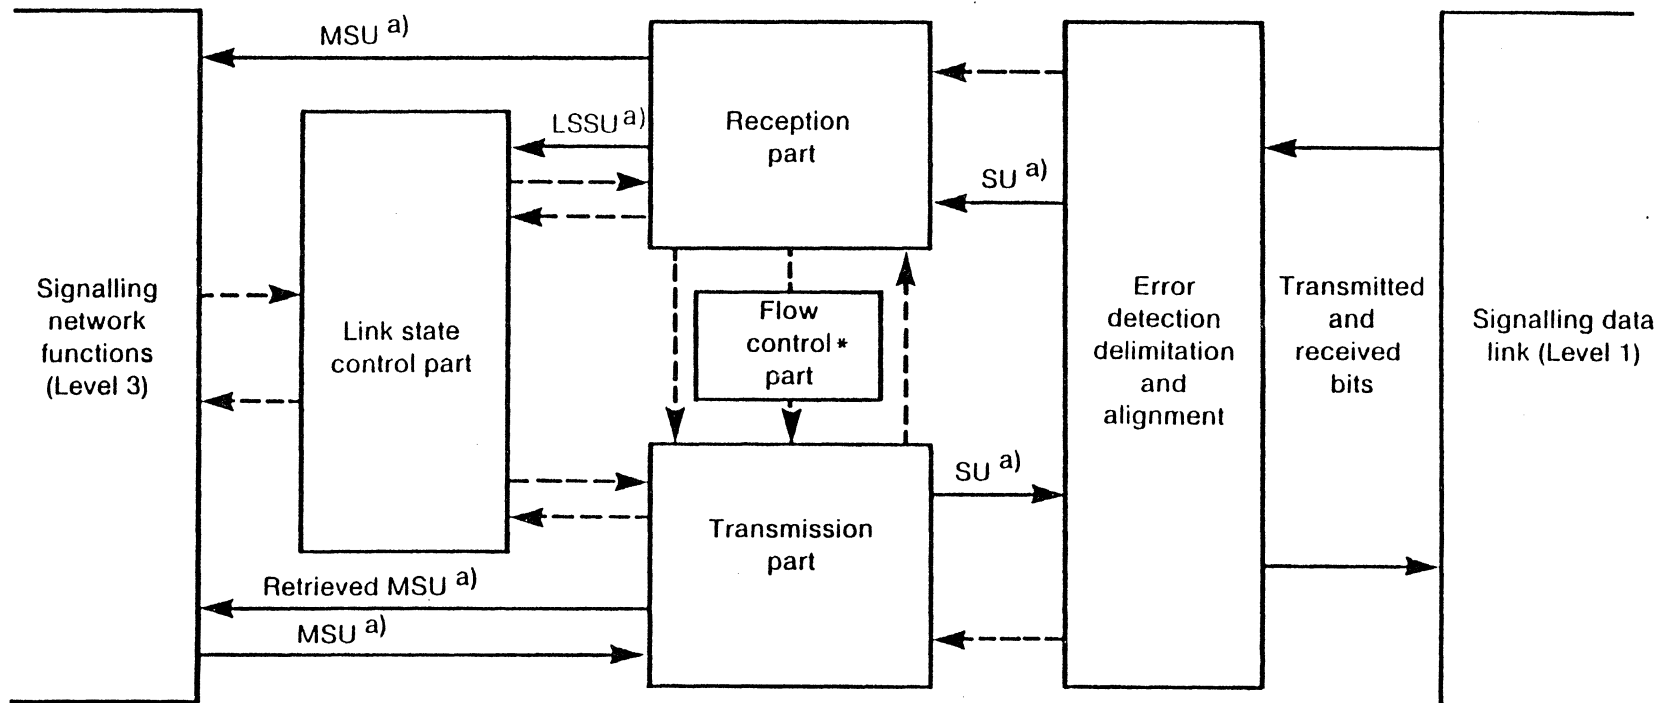 MSU a)
LSSU a)
Reception
part
SU a)
Signalling
network
functions
(Level 3)
Link state
control part
Flow
control*
part
Error
detection
delimitation
and
alignment
Transmitted
and
received
bits
Signalling data
link (Level 1)
SU a)
Transmission
part
Retrieved MSU a)
MSU a)